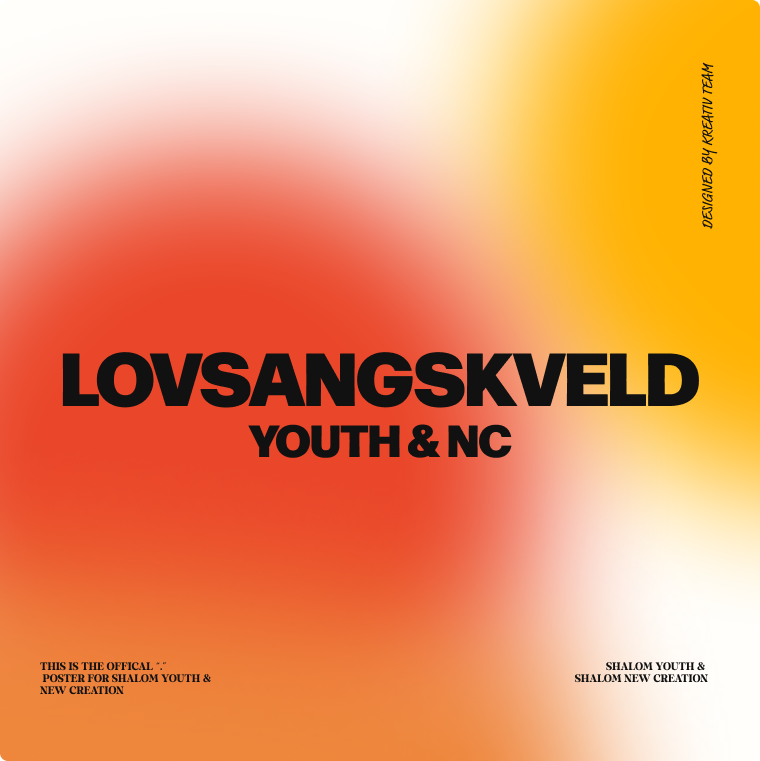 DESIGNED BY KREATIV TEAM
LOVSANGSKVELD
YOUTH & NC
THIS IS THE OFFICAL "."
POSTER FOR SHALOM YOUTH &
NEW CREATION
SHALOM YOUTH &
SHALOM NEW CREATION